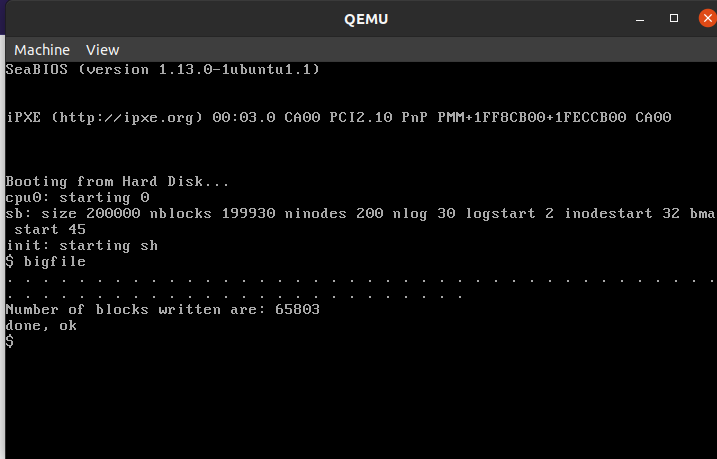 QEMU
Machine View
SeaBIOS (version 1.13.0-1ubuntu1.1)
iPXE (http://ipxe.org) 00:03.0 CA00 PCI2.10 PnP PMM+1FF8CB00+1FECCB00 CA00
Booting from Hard Disk...
cpu0: starting 0
sb: size 200000 nblocks 199930 ninodes 200 nlog 30 logstart 2 inodestart 32 bma
start 45
init: starting sh
$ bigfile
. . . . . . . . . . . . . . . . . . . . . . . . . . . . . . . . . . . . . . . .
. . . . . . . . . . . . . . . . . . . . . . . . . .
Number of blocks written are: 65803
done, ok
$